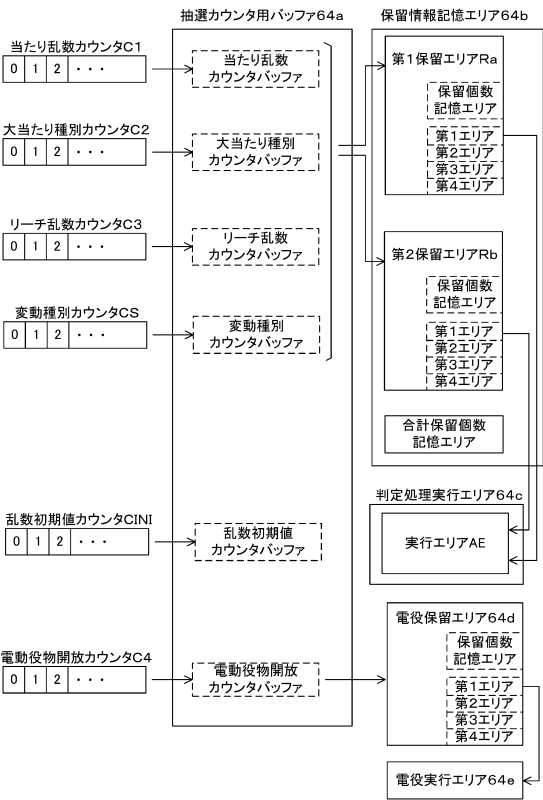 抽選カウンタ用バッファ64a
保留情報記憶エリア64b
当たり乱数カウンタC1
0 1 2 ・・・
当たり乱数
カウンタバッファ
大当たり種別カウンタC2
0 1 2 ・・・
大当たり種別
カウンタバッファ
リーチ乱数カウンタC3
0 1 2 ・・・
リーチ乱数
カウンタバッファ
変動種別カウンタCS
0 1 2 ・・・
変動種別
カウンタバッファ
乱数初期値カウンタCINI
0 1 2 ・・・
乱数初期値
カウンタバッファ
電動役物開放カウンタC4
0 1 2 ・・・
電動役物開放
カウンタバッファ
第1保留エリアRa
保留個数
記憶エリア
第1エリア
第2エリア
第3エリア
第4エリア
第2保留エリアRb
保留個数
記憶エリア
第1エリア
第2エリア
第3エリア
第4エリア
合計保留個数
記憶エリア
判定処理実行エリア64c
実行エリアAE
電役保留エリア64d
保留個数
記憶エリア
第1エリア
第2エリア
第3エリア
第4エリア
電役実行エリア64e